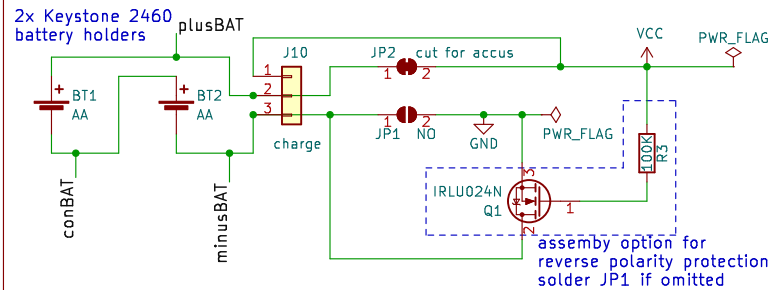 2x Keystone 2460
battery holders
plusBAT
J10
JP2
cut for accus
VCC
PWR_FLAG
1
2
3
1
2
+
BT1
AA
+
BT2
AA
charge
1
2
JP1
NO
GND
PWR_FLAG
100K
R3
conBAT
minusBAT
IRLU024N
Q1
3
1
2
assemby option for
reverse polarity protection
solder JP1 if omitted